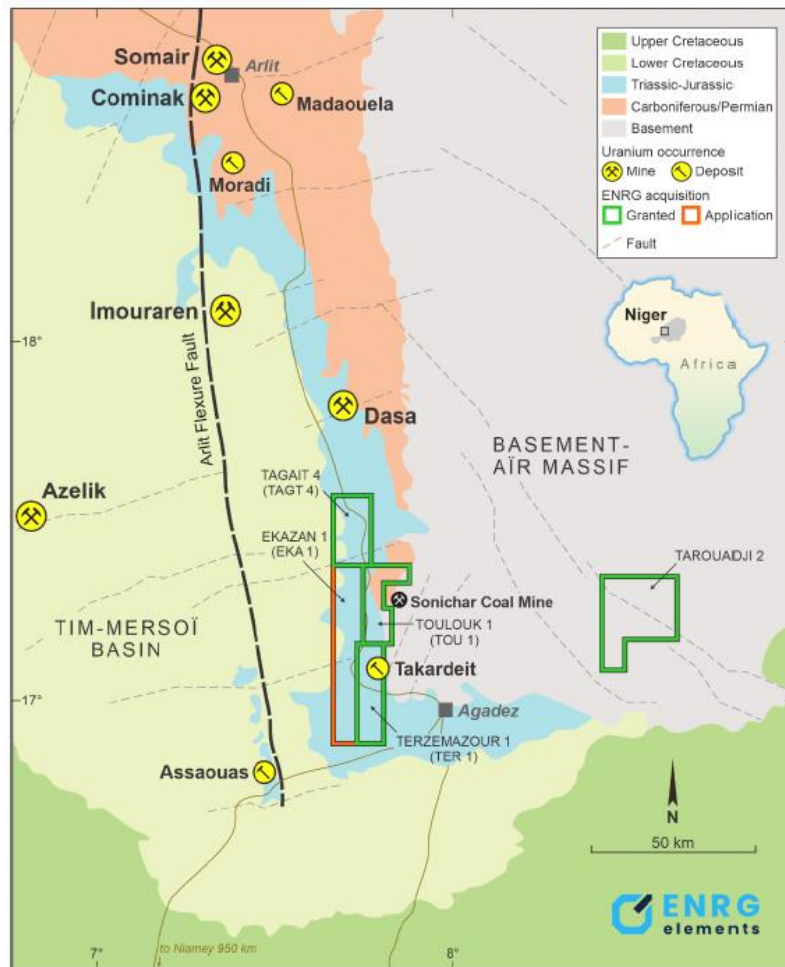 Upper Cretaceous
Lower Cretaceous
Triassic-Jurassic
Carboniferous/Permian
Basement
Uranium occurrence
Mine
Deposit
ENRG acquisition
Granted
Application
Fault
Somair
Arlit
Cominak
Madaouela
Moradi
Imouraren
Arlit Flexure Fault
18°
18°
Niger
Africa
Dasa
BASEMENT-
AÏR MASSIF
Azelik
TAGAIT 4
(TAGT 4)
EKAZAN 1
(EKA 1)
TAROUADJI 2
Sonichar Coal Mine
TOULOUK 1
(TOU 1)
TIM-MERSOÏ
BASIN
Takardeit
17°
17°
Agadez
TERZEMAZOUR 1
(TER 1)
Assaouas
N
50 km
ENRG
elements
7°
to Niamey 950 km
8°